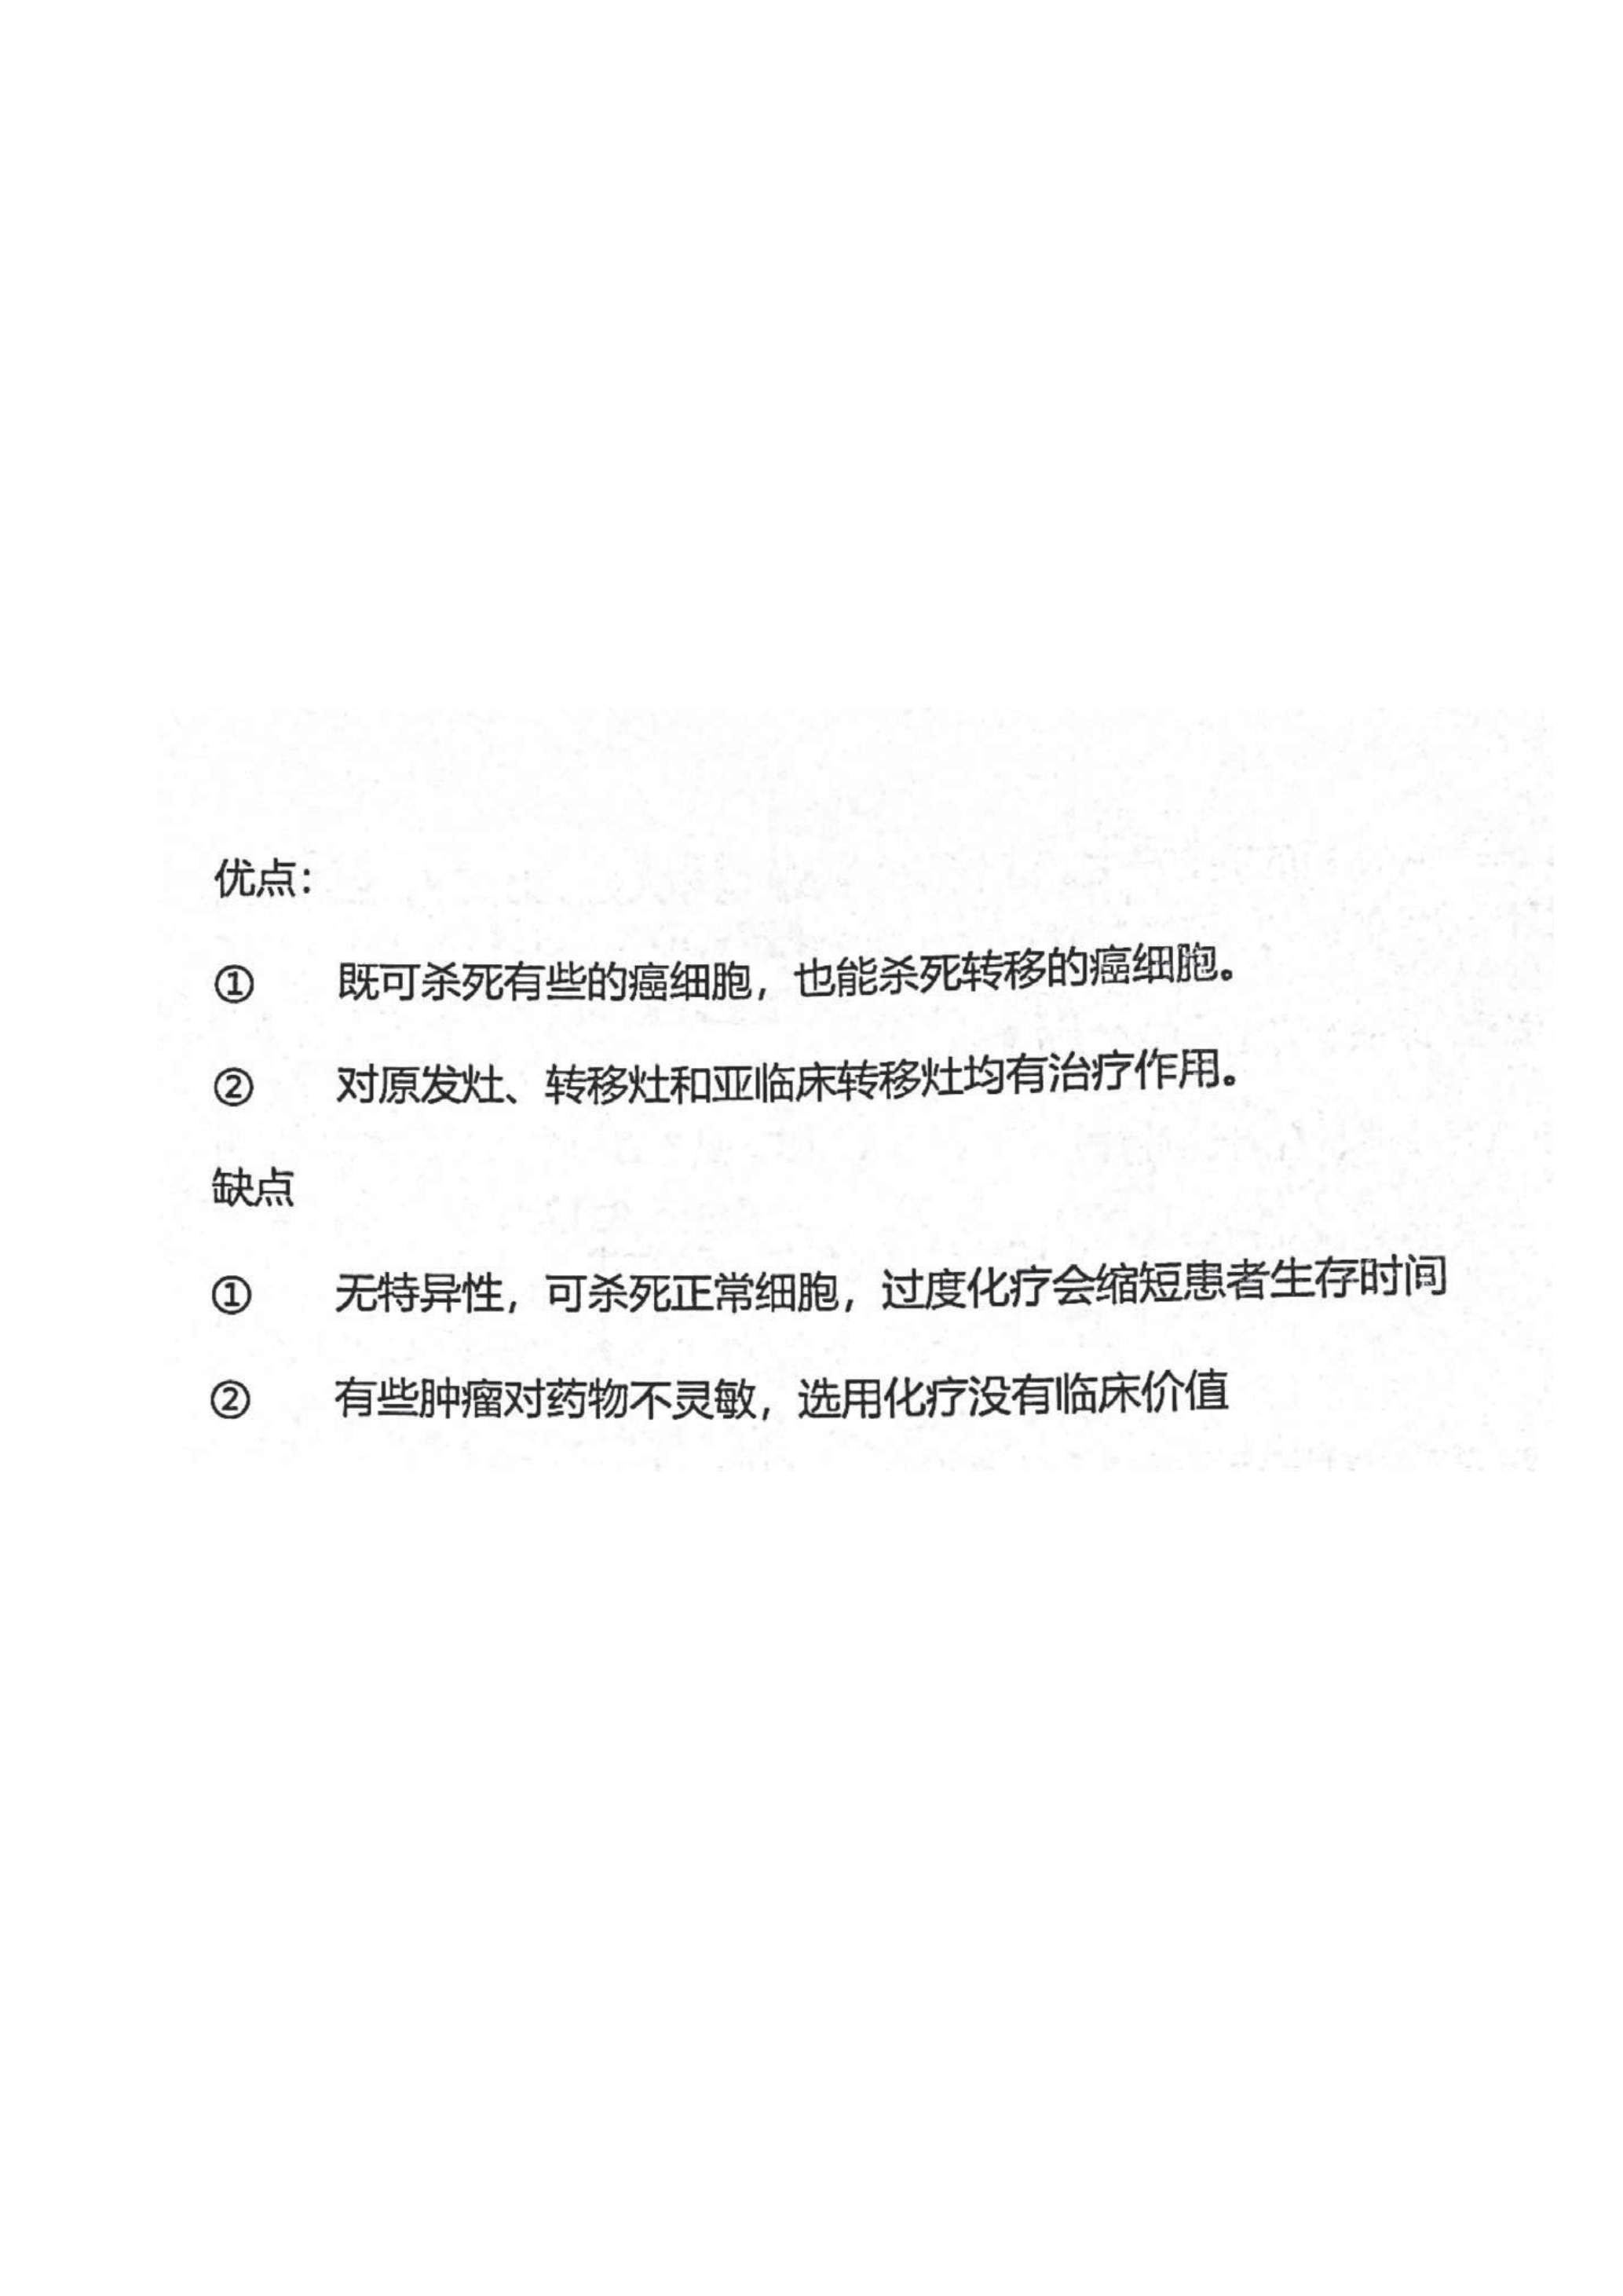 优点：
① 既可杀死有些的癌细胞，也能杀死转移的癌细胞。
② 对原发灶、转移灶和亚临床转移灶均有治疗作用。
缺点
① 无特异性，可杀死正常细胞，过度化疗会缩短患者生存时间
② 有些肿瘤对药物不灵敏，选用化疗没有临床价值